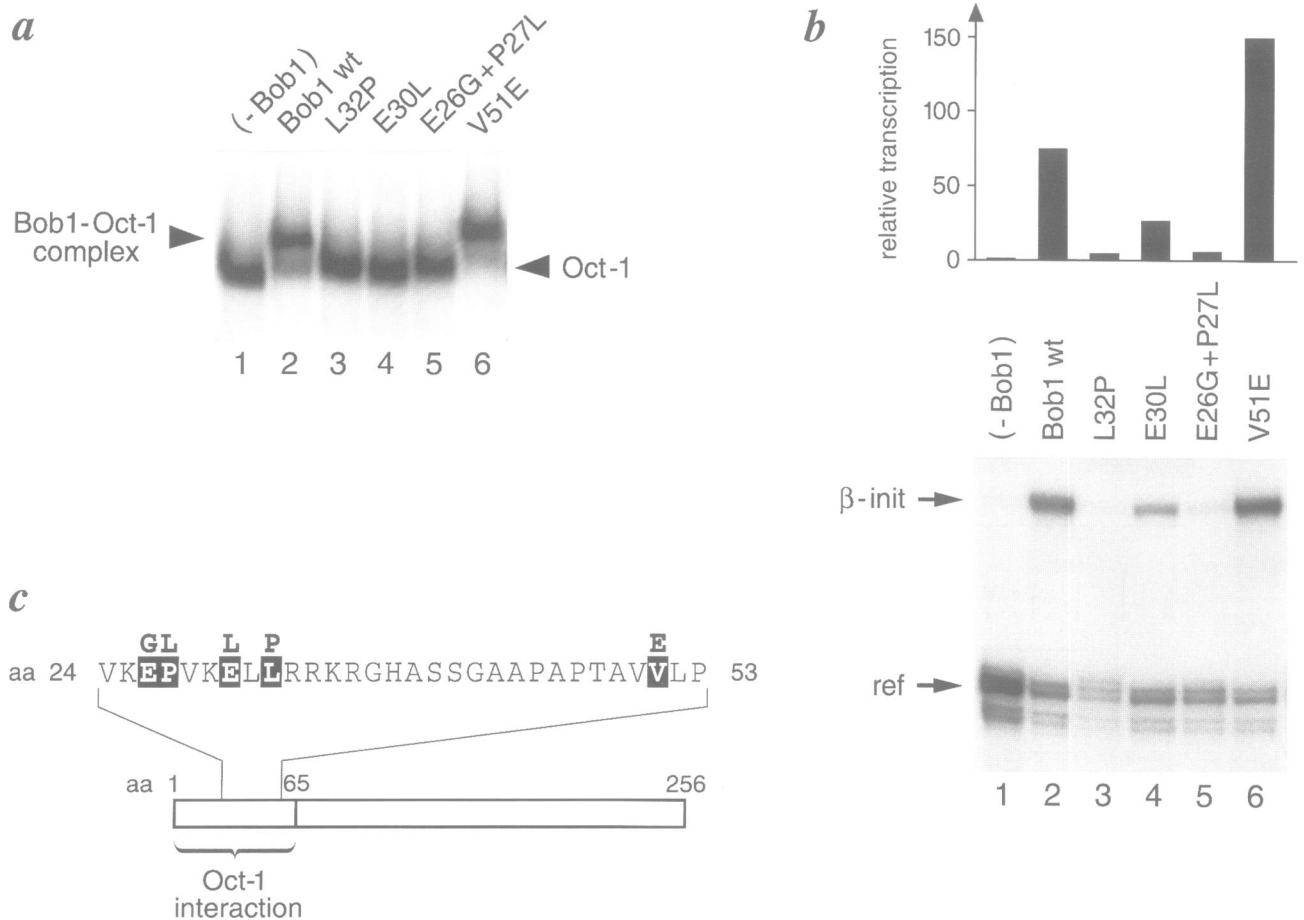 a
(- Bob1)
Bob1 wt
L32P
E30L
E26G+P27L
V51E
Bob1-Oct-1
complex
Oct-1
1 2 3 4 5 6
b
relative transcription
150
100
50
0
(- Bob1)
Bob1 wt
L32P
E30L
E26G+P27L
V51E
β-init
ref
1 2 3 4 5 6
c
GL L P E
aa 24 VKEPVKELLRRKRGHASSGAAPAPTAVVLP 53
aa 1 65 256
Oct-1
interaction